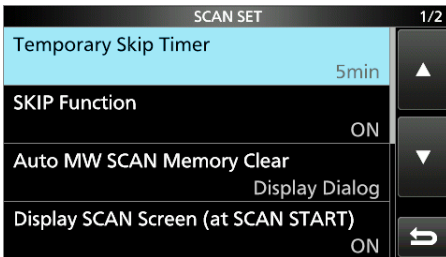 SCAN SET 1/2
Temporary Skip Timer
5min
SKIP Function
ON
Auto MW SCAN Memory Clear
Display Dialog
Display SCAN Screen (at SCAN START)
ON